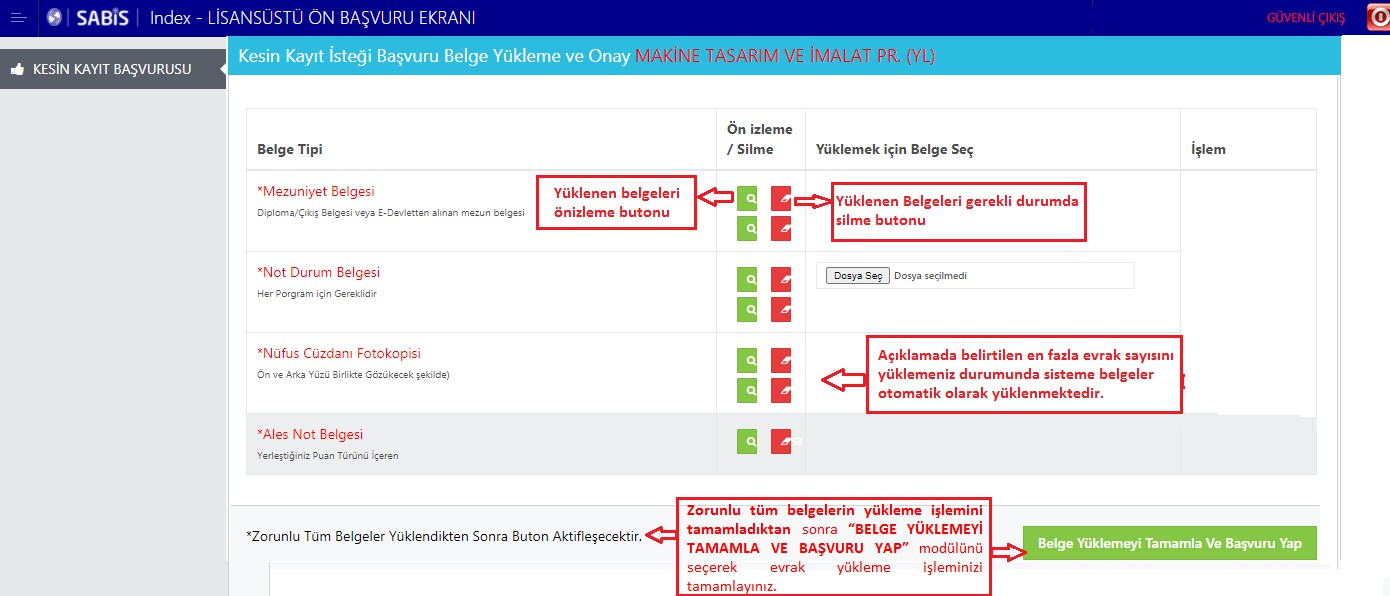 SABİS Index - LİSANSÜSTÜ ÖN BAŞVURU EKRANI
GÜVENLİ ÇIKIŞ
KESİN KAYIT BAŞVURUSU
Kesin Kayıt İsteği Başvuru Belge Yükleme ve Onay MAKİNE TASARIM VE İMALAT PR. (YL)
Belge Tipi
Ön izleme
/ Silme
Yüklemek için Belge Seç
İşlem
*Mezuniyet Belgesi
Diploma/Çıkış Belgesi veya E-Devletten alınan mezun belgesi
Yüklenen belgeleri
önizleme butonu
Yüklenen Belgeleri gerekli durumda
silme butonu
*Not Durum Belgesi
Her Porgram için Gereklidir
Dosya Seç Dosya seçilmedi
*Nüfus Cüzdanı Fotokopisi
Ön ve Arka Yüzü Birlikte Gözükecek şekilde)
Açıklamada belirtilen en fazla evrak sayısını
yüklemeniz durumunda sisteme belgeler
otomatik olarak yüklenmektedir.
*Ales Not Belgesi
Yerleştiğiniz Puan Türünü İçeren
*Zorunlu Tüm Belgeler Yüklendikten Sonra Buton Aktifleşecektir.
Zorunlu tüm belgelerin yükleme işlemini
tamamladıktan sonra “BELGE YÜKLEMEYİ
TAMAMLA VE BAŞVURU YAP” modülünü
seçerek evrak yükleme işleminizi
tamamlayınız.
Belge Yüklemeyi Tamamla Ve Başvuru Yap